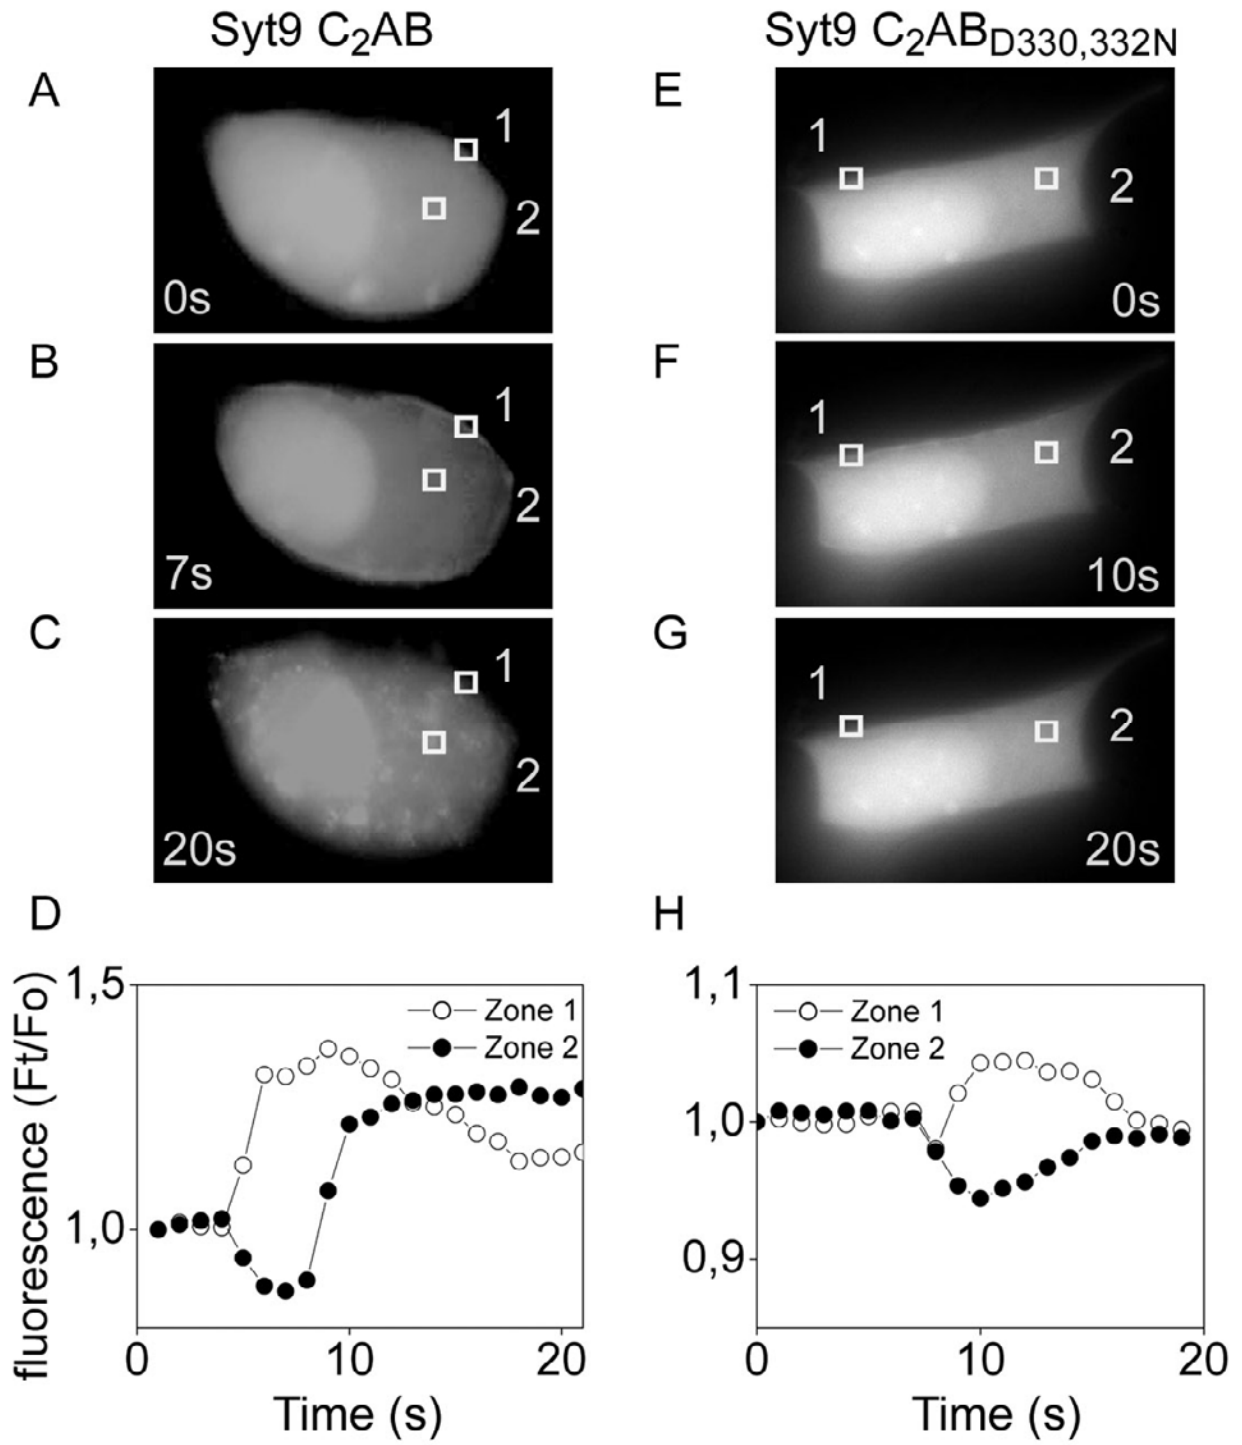 Syt9 C2AB
Syt9 C2ABD330,332N
A
1
2
0s
E
1
2
0s
B
1
2
7s
F
1
2
10s
C
1
2
20s
G
1
2
20s
D
fluorescence (Ft/Fo)
1,5
1,0
Zone 1
Zone 2
0
10
20
Time (s)
H
1,1
1,0
0,9
Zone 1
Zone 2
0
10
20
Time (s)